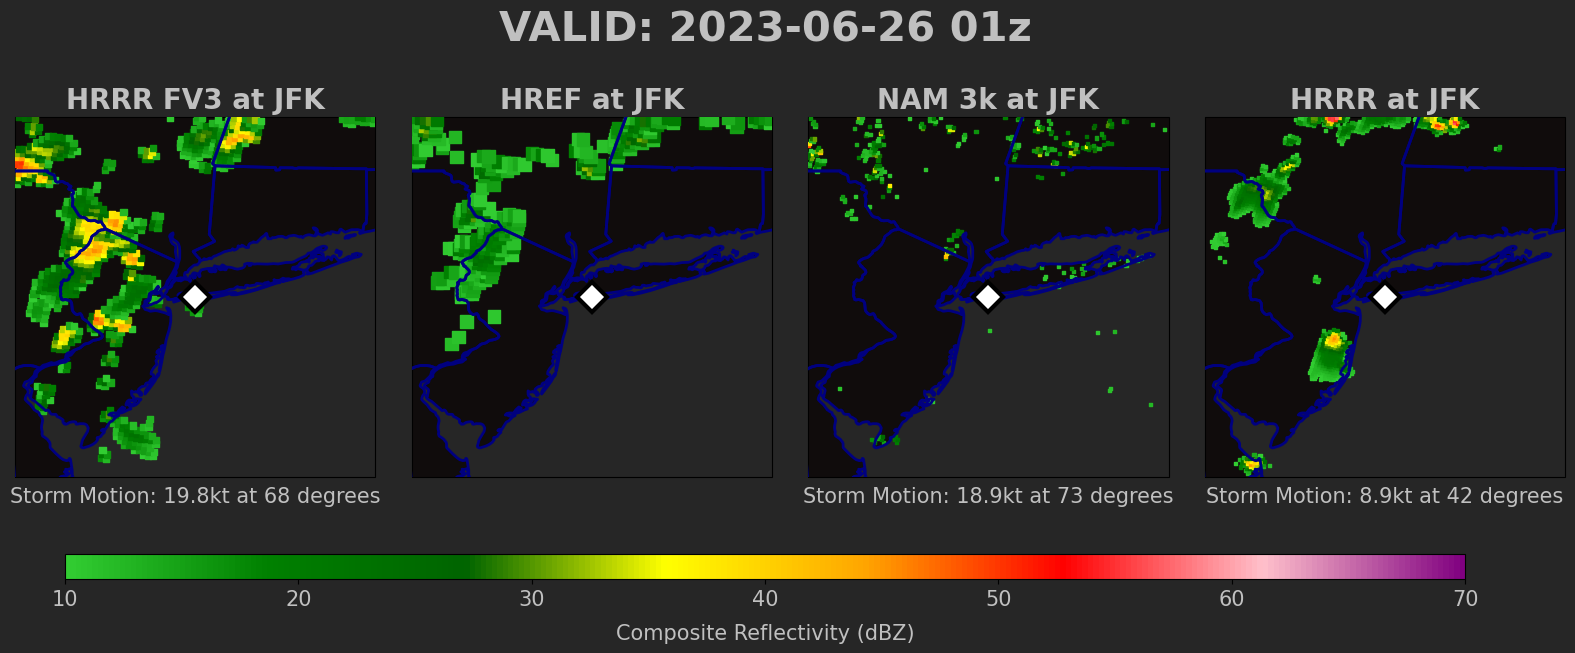 VALID: 2023-06-26 01z
HRRR FV3 at JFK
HREF at JFK
NAM 3k at JFK
HRRR at JFK
Storm Motion: 19.8kt at 68 degrees
Storm Motion: 18.9kt at 73 degrees
Storm Motion: 8.9kt at 42 degrees
10 20 30 40 50 60 70
Composite Reflectivity (dBZ)